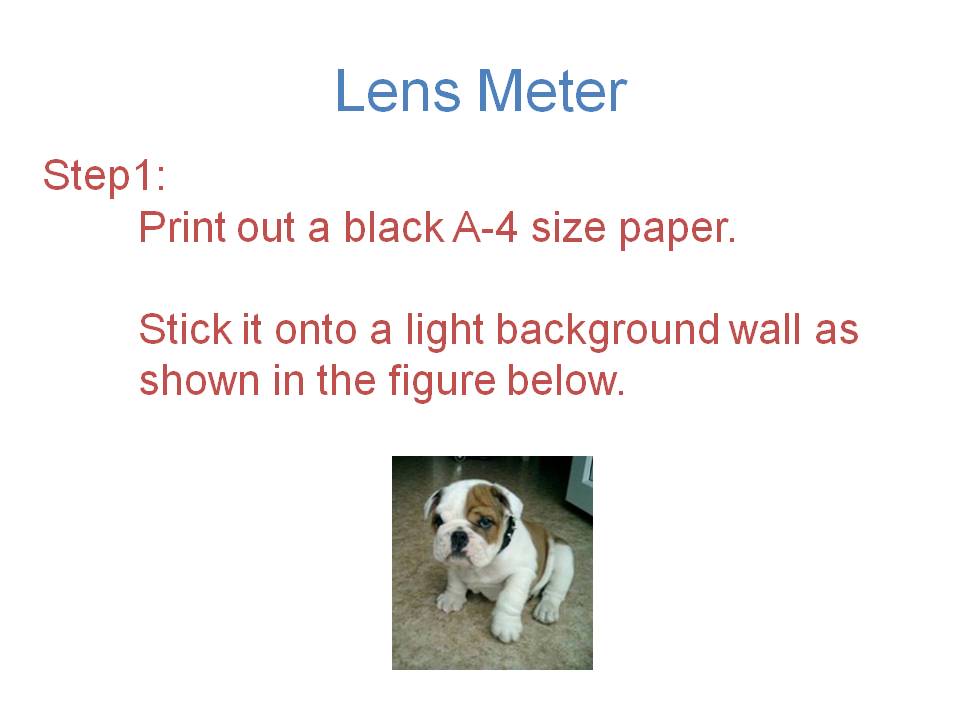 Lens Meter
Step1:
Print out a black A-4 size paper.
Stick it onto a light background wall as
shown in the figure below.